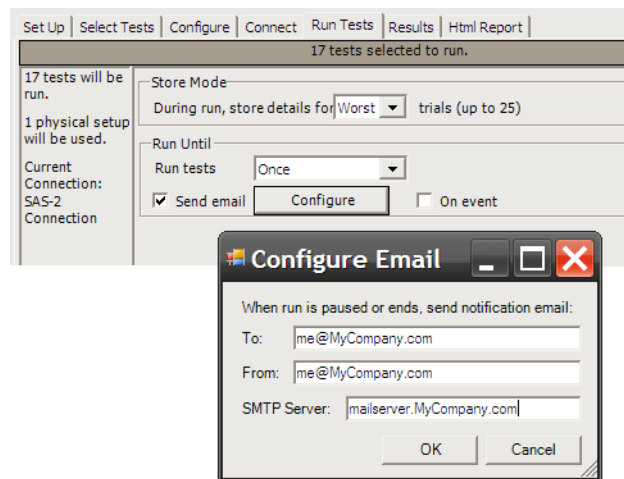 Set Up Select Tests Configure Connect Run Tests Results Html Report
17 tests selected to run.
17 tests will be
run.
1 physical setup
will be used.
Current
Connection:
SAS-2
Connection
Store Mode
During run, store details for Worst trials (up to 25)
Run Until
Run tests Once
Send email Configure On event
Configure Email
When run is paused or ends, send notification email:
To: me@MyCompany.com
From: me@MyCompany.com
SMTP Server: mailserver.MyCompany.com
OK Cancel